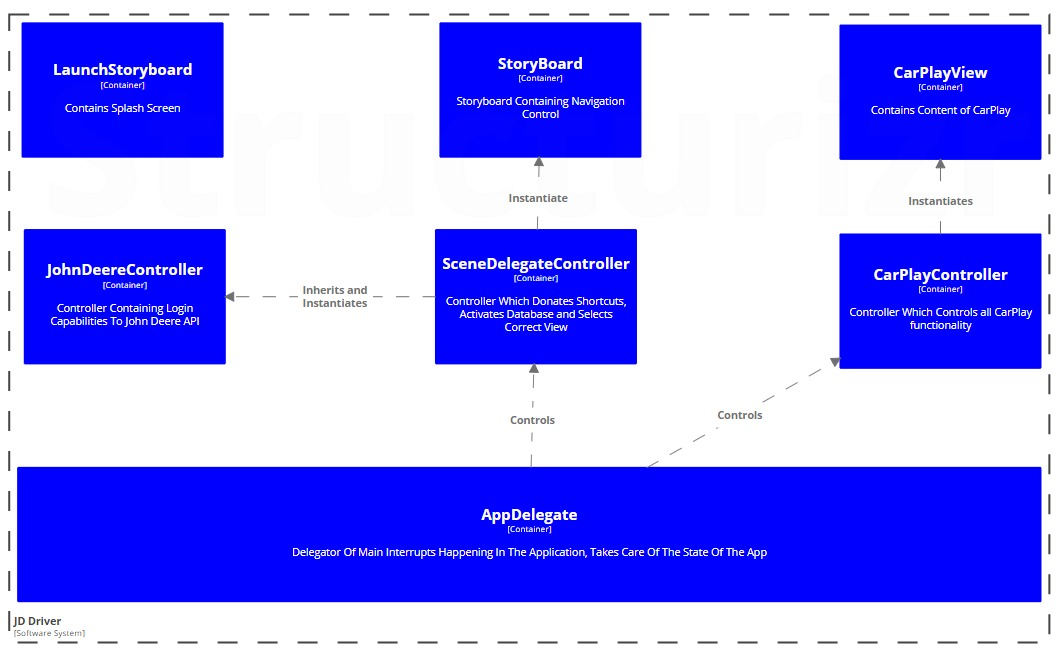 LaunchStoryboard
[Container]
Contains Splash Screen
StoryBoard
[Container]
Storyboard Containing Navigation
Control
CarPlayView
[Container]
Contains Content of CarPlay
Instantiate
Instantiates
JohnDeereController
[Container]
Controller Containing Login
Capabilities To John Deere API
Inherits and
Instantiates
SceneDelegateController
[Container]
Controller Which Donates Shortcuts,
Activates Database and Selects
Correct View
CarPlayController
[Container]
Controller Which Controls all CarPlay
functionality
Controls
Controls
AppDelegate
[Container]
Delegator Of Main Interrupts Happening In The Application, Takes Care Of The State Of The App
JD Driver
[Software System]
Structurizr